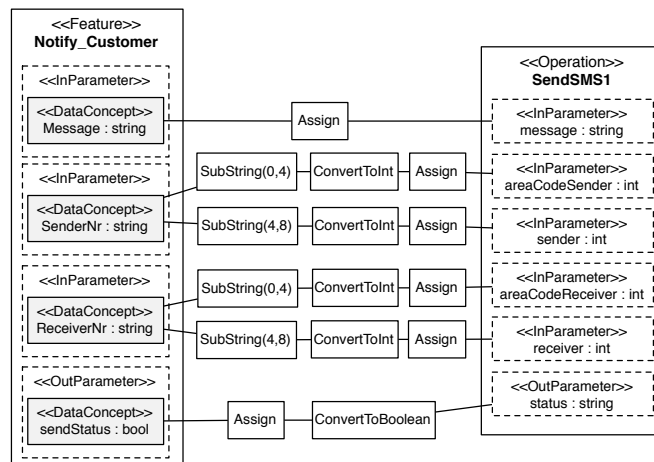 <<Feature>>
Notify_Customer
<<InParameter>>
<<DataConcept>>
Message : string
<<InParameter>>
<<DataConcept>>
SenderNr : string
<<InParameter>>
<<DataConcept>>
ReceiverNr : string
<<OutParameter>>
<<DataConcept>>
sendStatus : bool
Assign
SubString(0,4) ConvertToInt Assign
SubString(4,8) ConvertToInt Assign
SubString(0,4) ConvertToInt Assign
SubString(4,8) ConvertToInt Assign
Assign ConvertToBoolean
<<Operation>>
SendSMS1
<<InParameter>>
message : string
<<InParameter>>
areaCodeSender : int
<<InParameter>>
sender : int
<<InParameter>>
areaCodeReceiver : int
<<InParameter>>
receiver : int
<<OutParameter>>
status : string